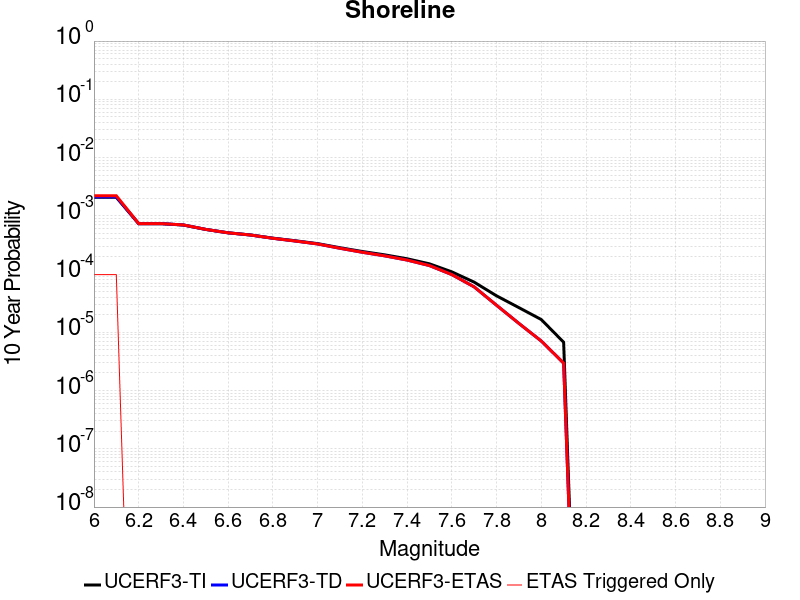 Shoreline
10^0
10^-1
10^-2
10^-3
10^-4
10^-5
10^-6
10^-7
10^-8
10 Year Probability
6 6.2 6.4 6.6 6.8 7 7.2 7.4 7.6 7.8 8 8.2 8.4 8.6 8.8 9
Magnitude
UCERF3-TI UCERF3-TD UCERF3-ETAS ETAS Triggered Only